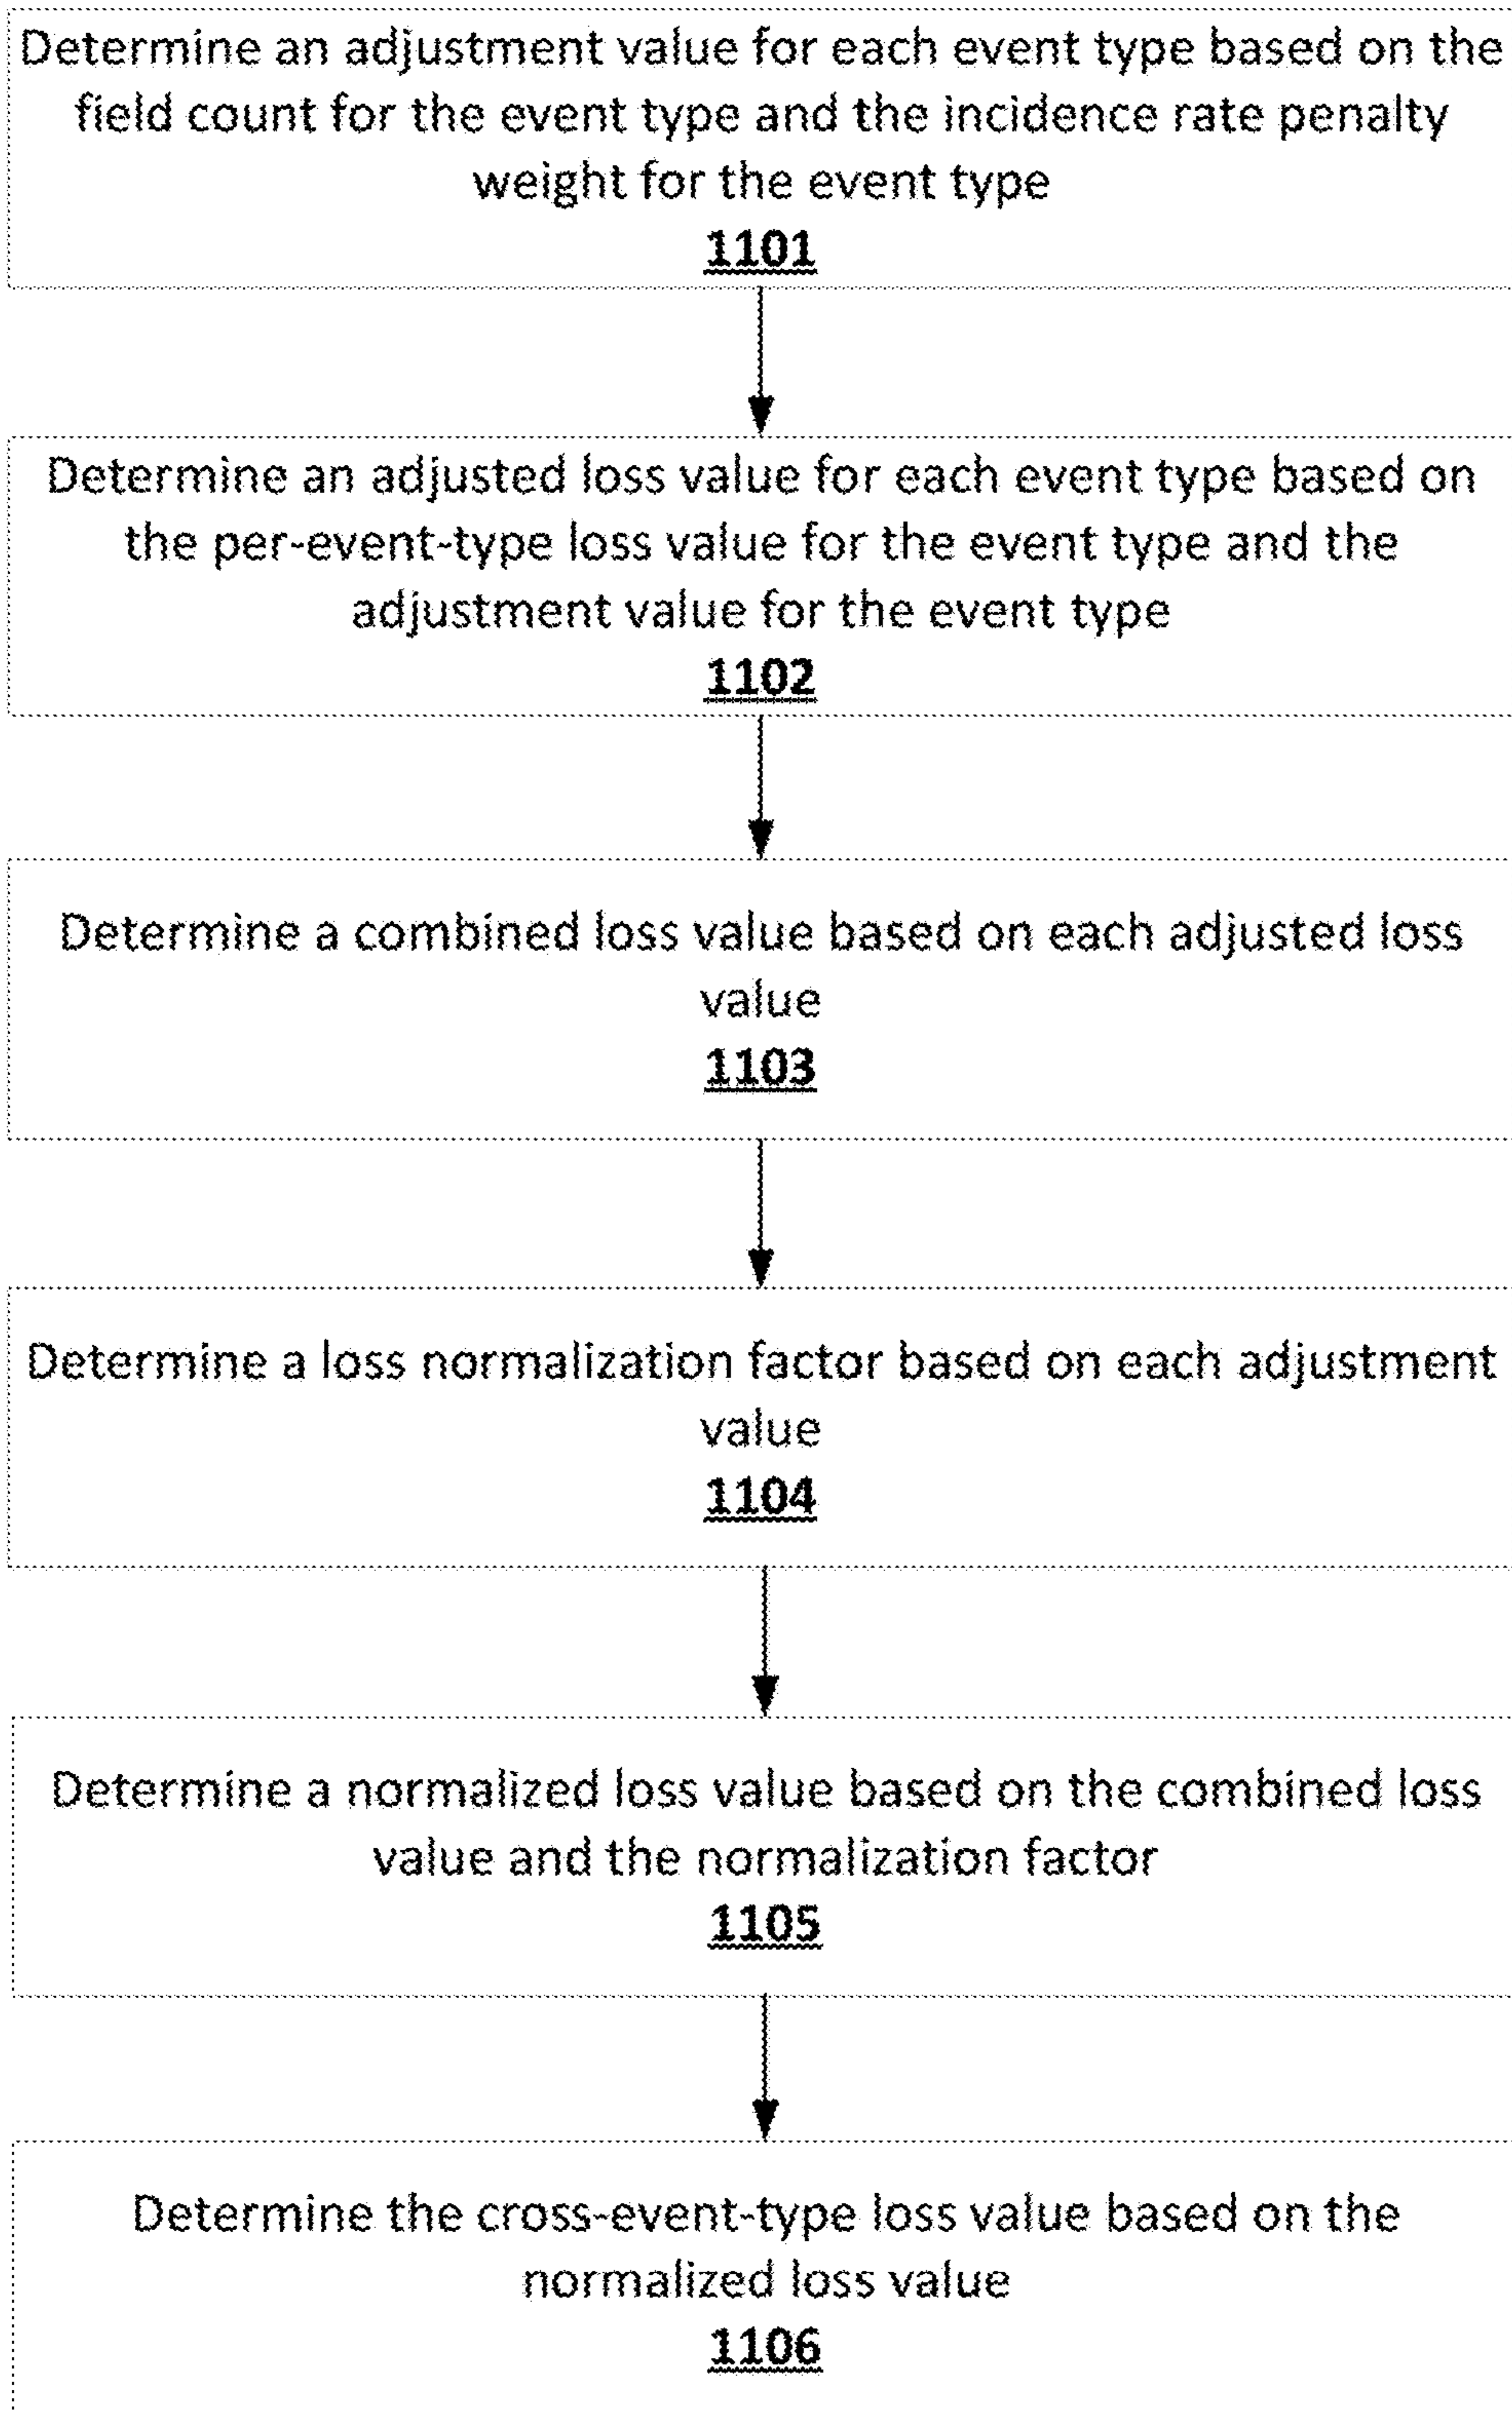 Determine an adjustment value for each event type based on the
field count for the event type and the incidence rate penalty
weight for the event type
1101
Determine an adjusted loss value for each event type based on
the per-event-type loss value for the event type and the
adjustment value for the event type
1102
Determine a combined loss value based on each adjusted loss
value
1103
Determine a loss normalization factor based on each adjustment
value
1104
Determine a normalized loss value based on the combined loss
value and the normalization factor
1105
Determine the cross-event-type loss value based on the
normalized loss value
1106